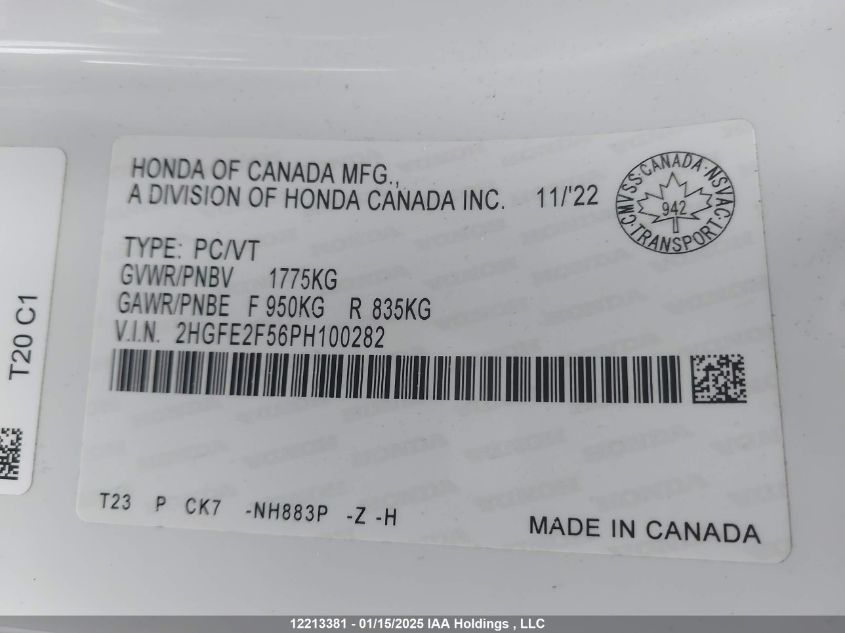 HONDA OF CANADA MFG.,
A DIVISION OF HONDA CANADA INC. 11/'22
CMVSS · CANADA · NSVAC · TRANSPORT ·
942
TYPE: PC/VT
GVWR/PNBV 1775KG
GAWR/PNBE F 950KG R 835KG
V.I.N. 2HGFE2F56PH100282
T20 C1
T23 P CK7 -NH883P -Z -H
MADE IN CANADA
12213381 - 01/15/2025 IAA Holdings , LLC